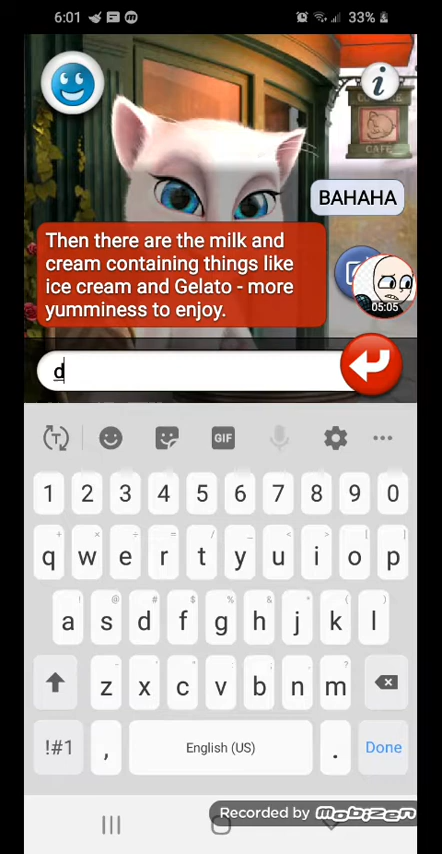 6:01
33%
i
CAFE
BAHAHA
Then there are the milk and
cream containing things like
ice cream and Gelato - more
yumminess to enjoy.
05:05
d
T
GIF
1 2 3 4 5 6 7 8 9 0
+ × ÷ = / _ < > [ ]
q w e r t y u i o p
! @ # $ % ^ & * ( )
a s d f g h j k l
- ' " : ; , ?
z x c v b n m
!#1 , English (US) . Done
Recorded by mobizen